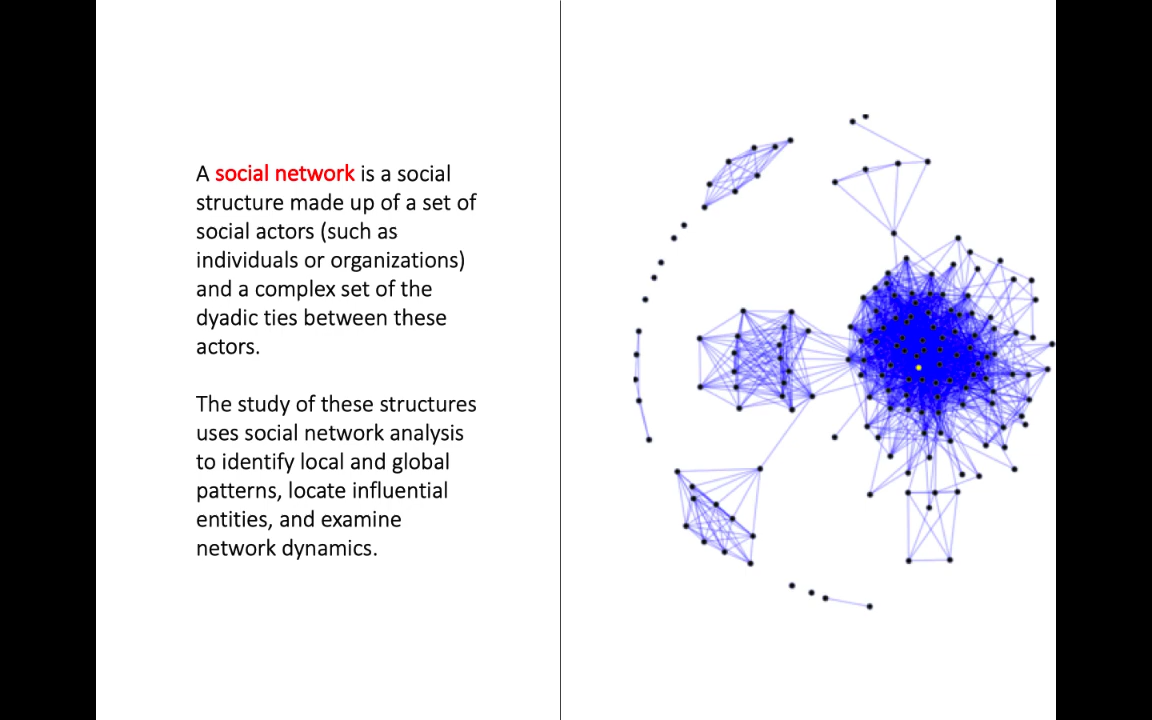 A social network is a social
structure made up of a set of
social actors (such as
individuals or organizations)
and a complex set of the
dyadic ties between these
actors.
The study of these structures
uses social network analysis
to identify local and global
patterns, locate influential
entities, and examine
network dynamics.